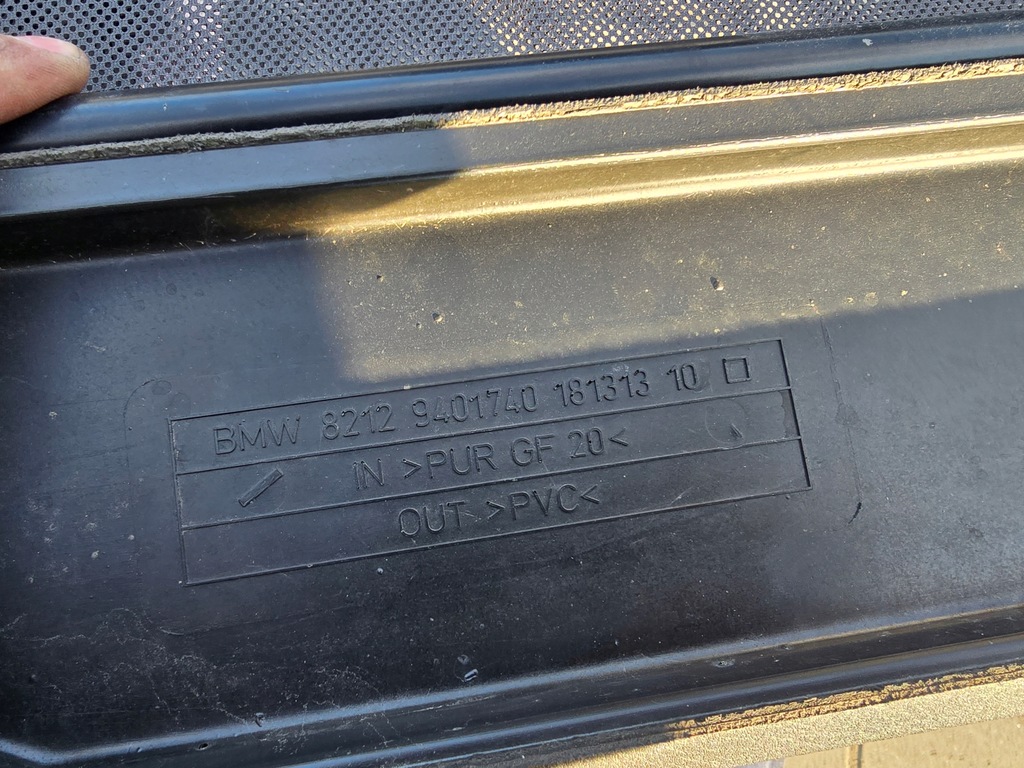 BMW 8212 9401740 181313 10
IN >PUR GF 20<
OUT >PVC<